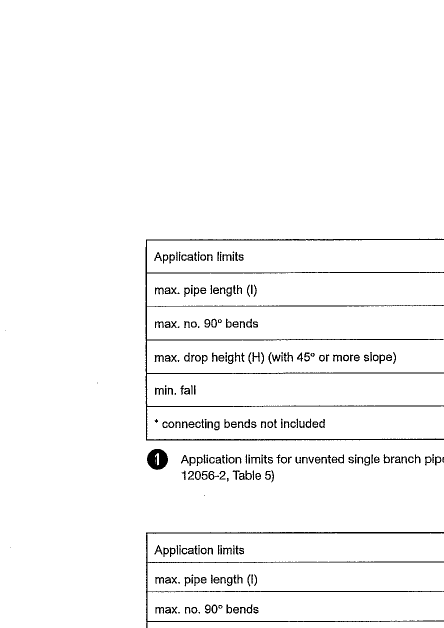 Application limits
max. pipe length (l)
max. no. 90° bends
max. drop height (H) (with 45° or more slope)
min. fall
* connecting bends not included
1 Application limits for unvented single branch pipe
12056-2, Table 5)
Application limits
max. pipe length (l)
max. no. 90° bends